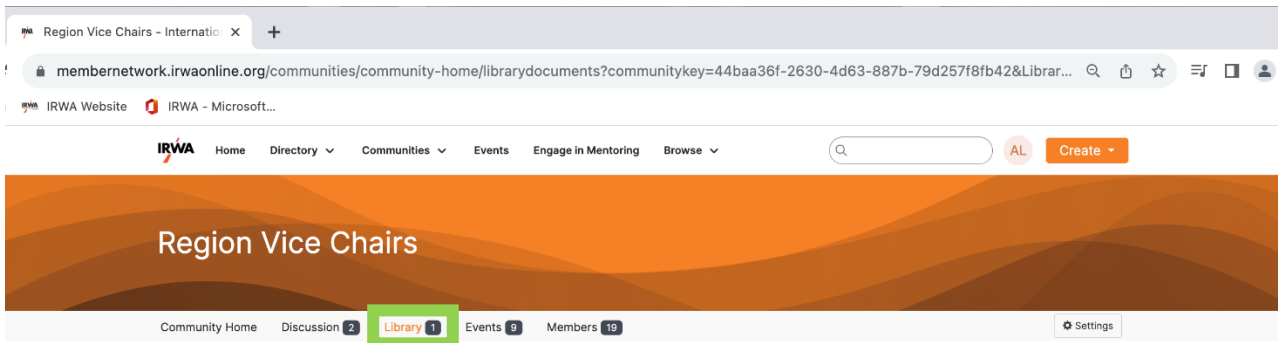 Region Vice Chairs - Internatio
membernetwork.irwaonline.org/communities/community-home/librarydocuments?communitykey=44baa36f-2630-4d63-887b-79d257f8fb42&Librar...
IRWA IRWA Website IRWA - Microsoft...
IRWA Home Directory Communities Events Engage in Mentoring Browse AL Create
Region Vice Chairs
Community Home Discussion 2 Library 1 Events 9 Members 19 Settings